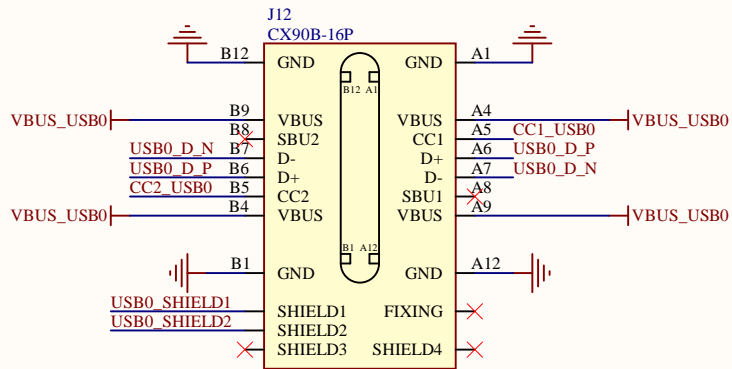 J12
CX90B-16P
B12 GND GND A1
B12 A1
VBUS_USB0 B9 VBUS VBUS A4 VBUS_USB0
B8 SBU2 CC1 A5 CC1_USB0
USB0_D_N B7 D- D+ A6 USB0_D_P
USB0_D_P B6 D+ D- A7 USB0_D_N
CC2_USB0 B5 CC2 SBU1 A8
VBUS_USB0 B4 VBUS VBUS A9 VBUS_USB0
B1 A12
B1 GND GND A12
USB0_SHIELD1 SHIELD1 FIXING
USB0_SHIELD2 SHIELD2
SHIELD3 SHIELD4